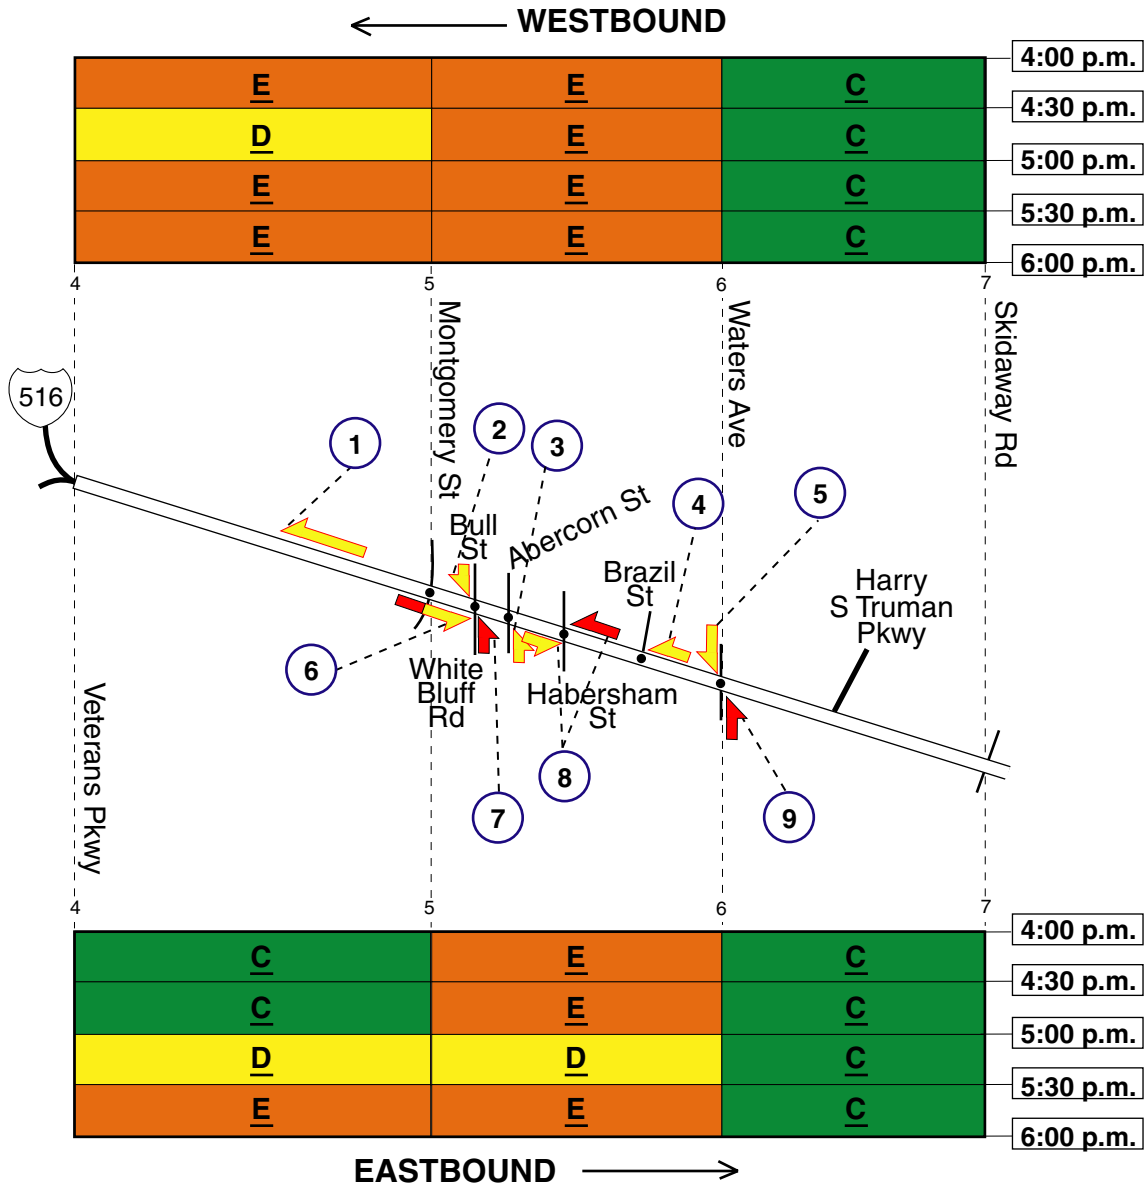 WESTBOUND
4:00 p.m.
E E C
4:30 p.m.
D E C
5:00 p.m.
E E C
5:30 p.m.
E E C
6:00 p.m.
4 5 6 7
Montgomery St
Waters Ave
Skidaway Rd
516
1
2
3
4
5
Bull
St
Abercorn St
Brazil
St
Harry
S Truman
Pkwy
6
White
Bluff
Rd
Habersham
St
Veterans Pkwy
7
8
9
4 5 6 7
4:00 p.m.
C E C
4:30 p.m.
C E C
5:00 p.m.
D D C
5:30 p.m.
E E C
6:00 p.m.
EASTBOUND